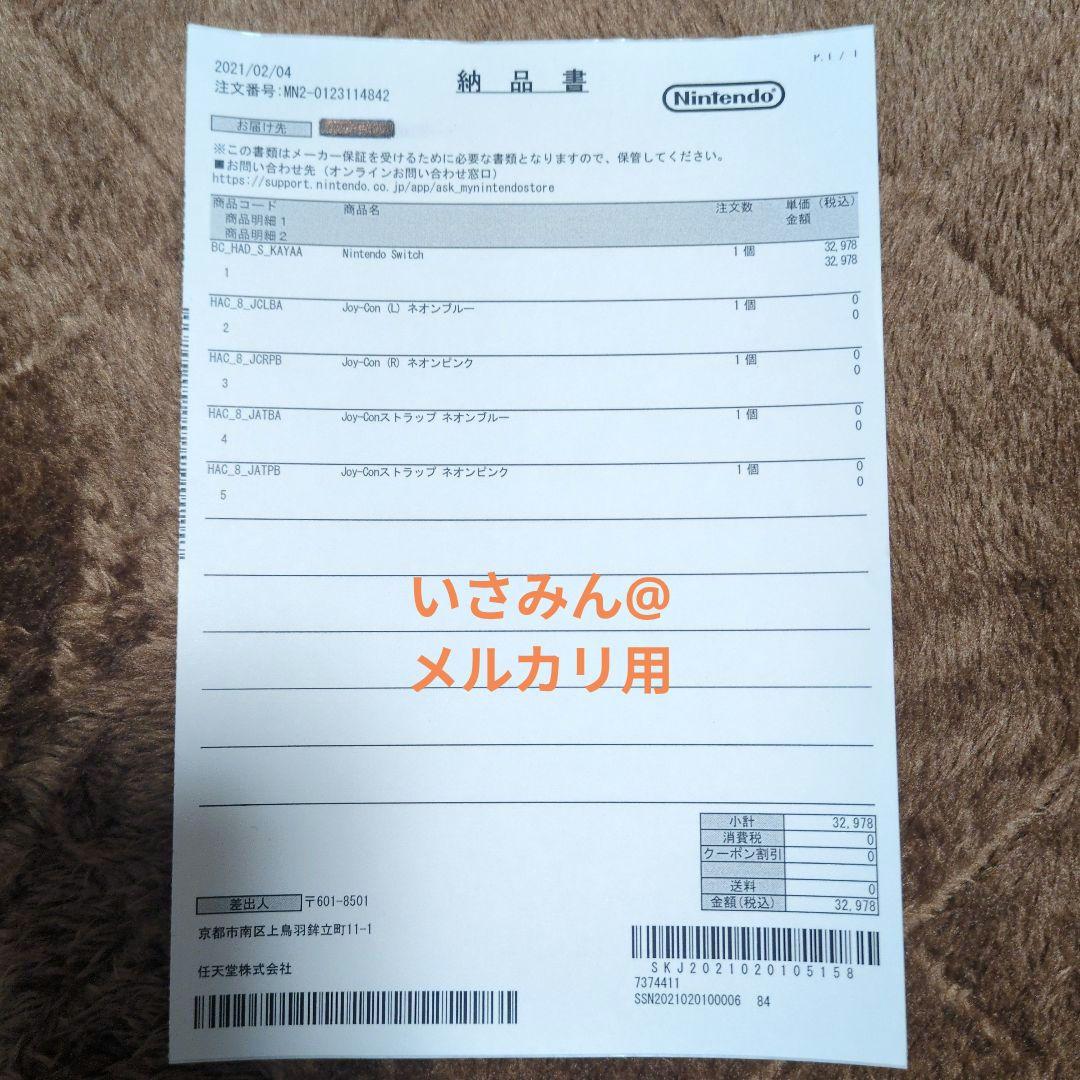 P.1/1
2021/02/04
納品書
注文番号:MN2-0123114842
Nintendo
お届け先
※この書類はメーカー保証を受けるために必要な書類となりますので、保管してください。
■お問い合わせ先(オンラインお問い合わせ窓口)
https://support.nintendo.co.jp/app/ask_mynintendostore
商品コード 商品名 注文数 単価(税込)
商品明細1 金額
商品明細2
BC_HAD_S_KAYAA Nintendo Switch 1個 32,978
32,978
1
HAC_8_JCLBA Joy-Con (L) ネオンブルー 1個 0
0
2
HAC_8_JCRPB Joy-Con (R) ネオンピンク 1個 0
0
3
HAC_8_JATBA Joy-Conストラップ ネオンブルー 1個 0
0
4
HAC_8_JATPB Joy-Conストラップ ネオンピンク 1個 0
0
5
いさみん@
メルカリ用
小計 32,978
消費税 0
クーポン割引 0
送料 0
金額(税込) 32,978
差出人 〒601-8501
京都市南区上鳥羽鉾立町11-1
任天堂株式会社
SKJ2021020105158
7374411
SSN2021020100006 84